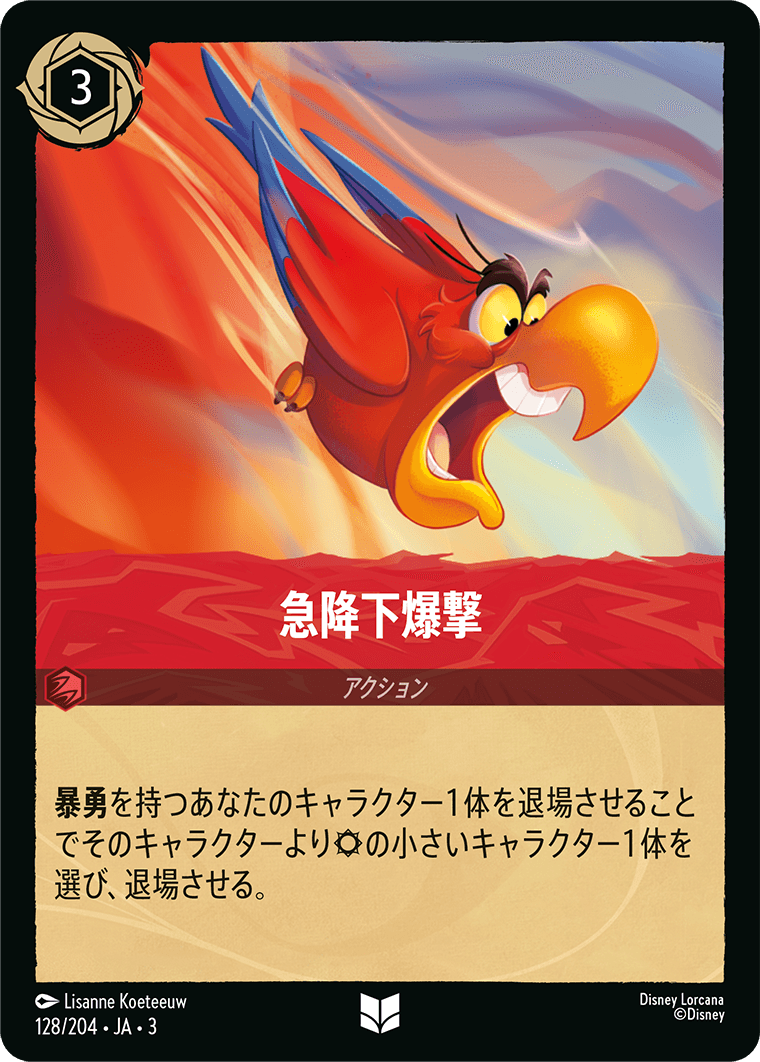 3
急降下爆撃
アクション
暴勇を持つあなたのキャラクター1体を退場させること
でそのキャラクターより の小さいキャラクター1体を
選び、退場させる。
Lisanne Koeteeuw
128/204 • JA • 3
Disney Lorcana
©Disney